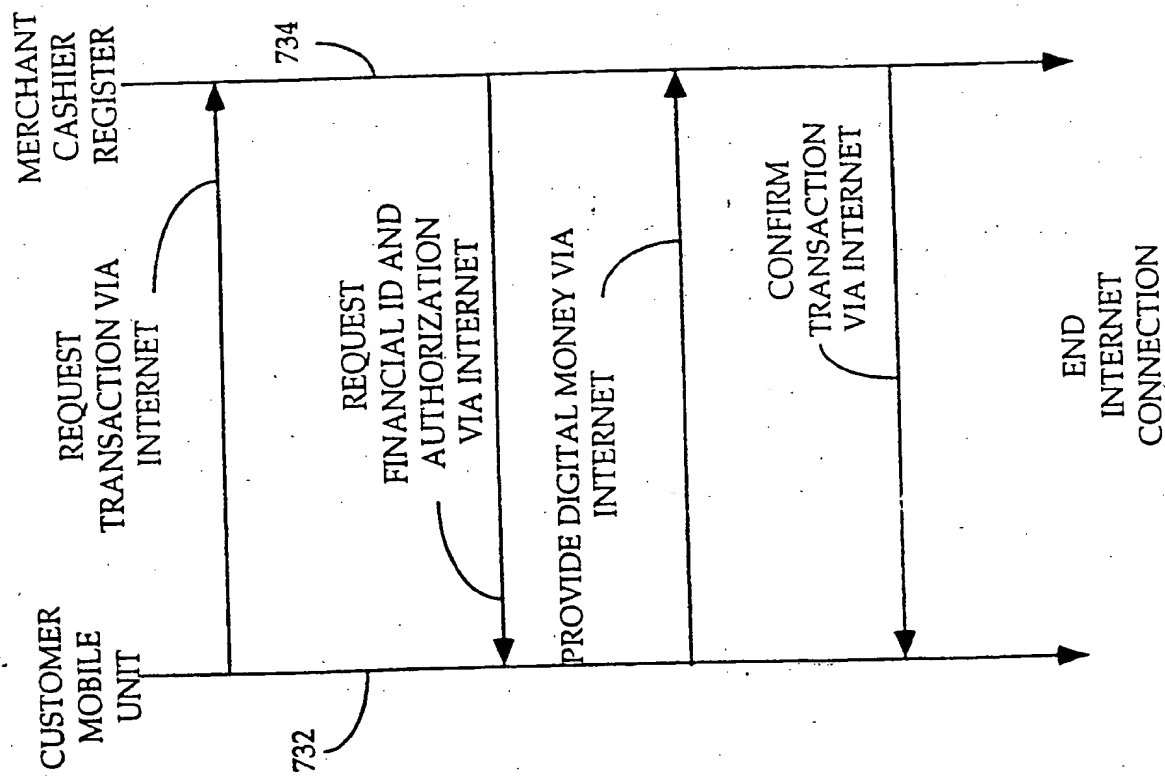 CUSTOMER
MOBILE
UNIT
MERCHANT
CASHIER
REGISTER
732
734
REQUEST
TRANSACTION VIA
INTERNET
REQUEST
FINANCIAL ID AND
AUTHORIZATION
VIA INTERNET
PROVIDE DIGITAL MONEY VIA
INTERNET
CONFIRM
TRANSACTION
VIA INTERNET
END
INTERNET
CONNECTION